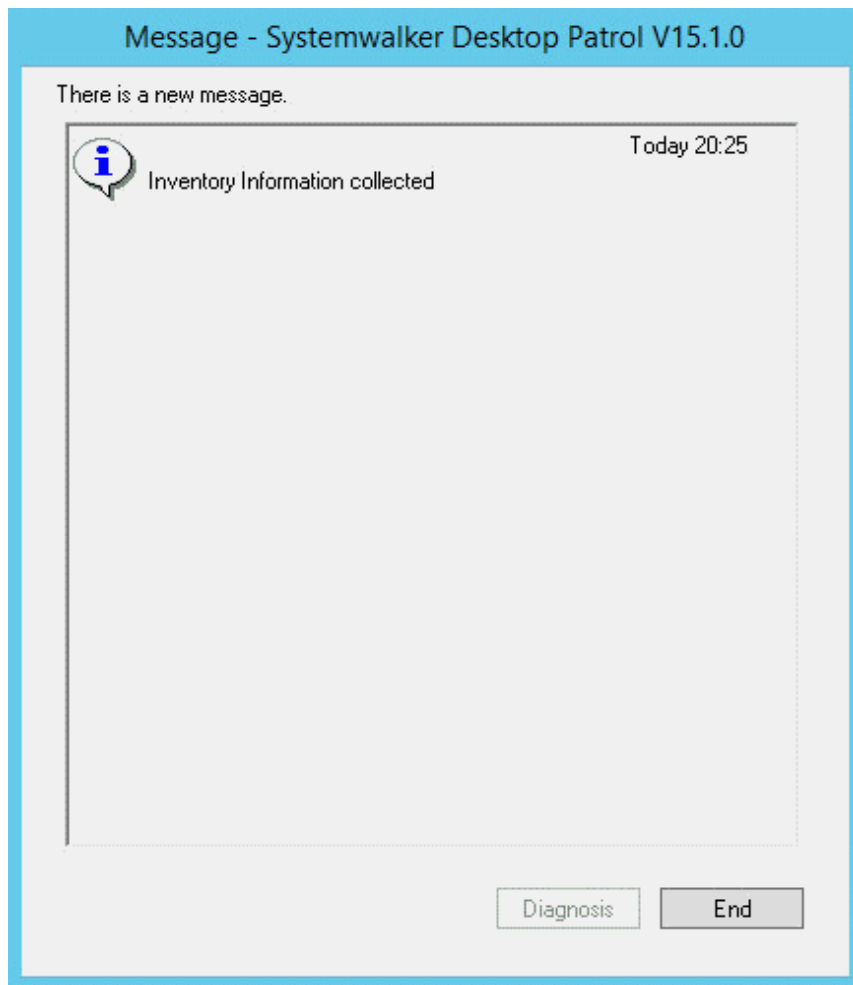 Message - Systemwalker Desktop Patrol V15.1.0
There is a new message.
Today 20:25
Inventory Information collected
Diagnosis
End